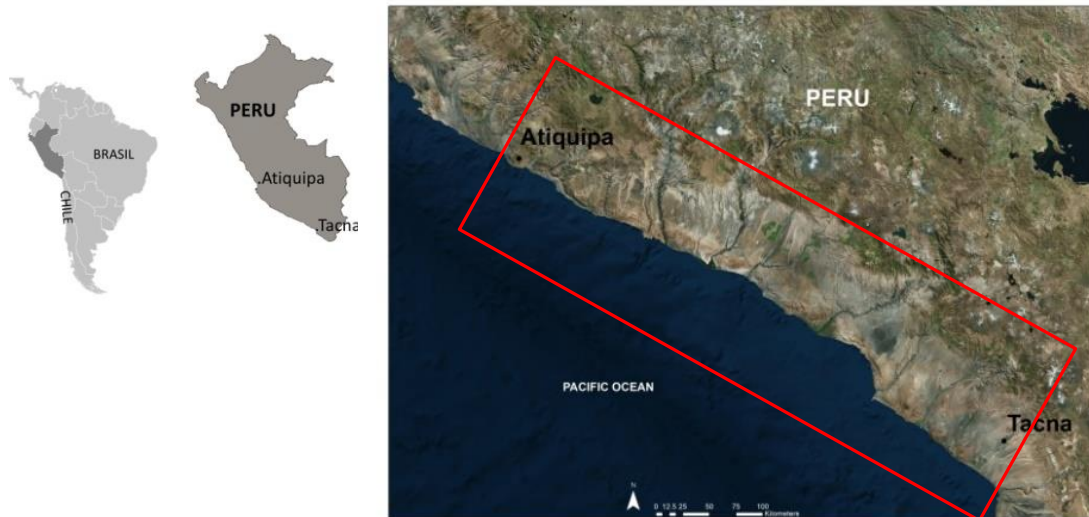 BRASIL
CHILE
PERU
.Atiquipa
.Tacna
PERU
Atiquipa
Tacna
PACIFIC OCEAN
N
0 12.5 25 50 75 100
Kilometers